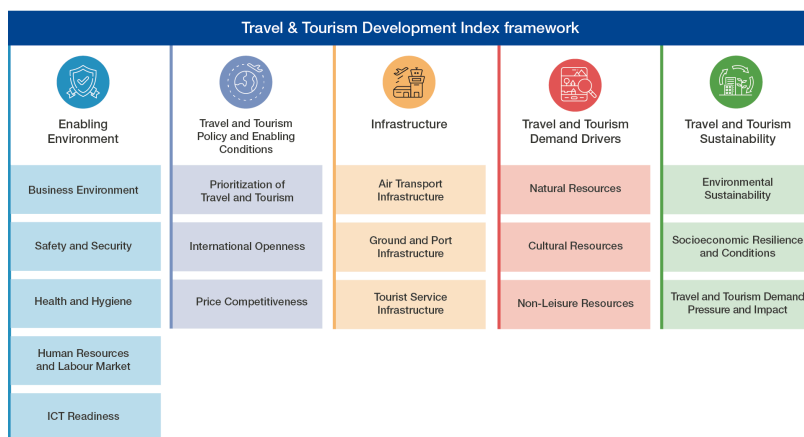 Travel & Tourism Development Index framework
Enabling
Environment
Business Environment
Safety and Security
Health and Hygiene
Human Resources
and Labour Market
ICT Readiness
Travel and Tourism
Policy and Enabling
Conditions
Prioritization of
Travel and Tourism
International Openness
Price Competitiveness
Infrastructure
Air Transport
Infrastructure
Ground and Port
Infrastructure
Tourist Service
Infrastructure
Travel and Tourism
Demand Drivers
Natural Resources
Cultural Resources
Non-Leisure Resources
Travel and Tourism
Sustainability
Environmental
Sustainability
Socioeconomic Resilience
and Conditions
Travel and Tourism Demand
Pressure and Impact